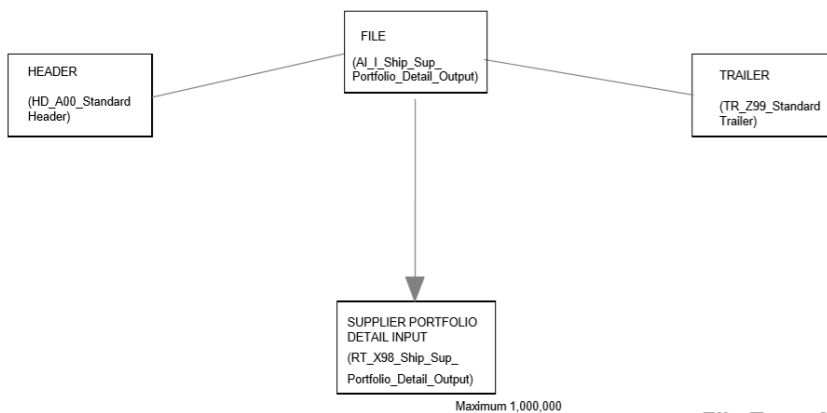 FILE
(AI_I_Ship_Sup_
Portfolio_Detail_Output)
HEADER
(HD_A00_Standard
Header)
TRAILER
(TR_Z99_Standard
Trailer)
SUPPLIER PORTFOLIO
DETAIL INPUT
(RT_X98_Ship_Sup_
Portfolio_Detail_Output)
Maximum 1,000,000